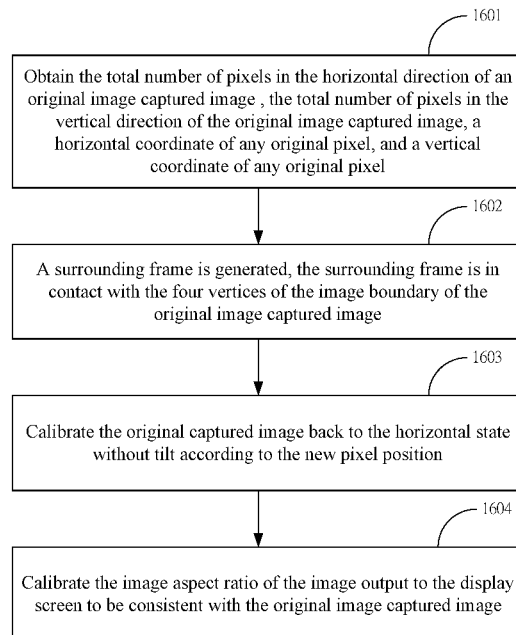 1601
Obtain the total number of pixels in the horizontal direction of an
original image captured image , the total number of pixels in the
vertical direction of the original image captured image, a
horizontal coordinate of any original pixel, and a vertical
coordinate of any original pixel
1602
A surrounding frame is generated, the surrounding frame is in
contact with the four vertices of the image boundary of the
original image captured image
1603
Calibrate the original captured image back to the horizontal state
without tilt according to the new pixel position
1604
Calibrate the image aspect ratio of the image output to the display
screen to be consistent with the original image captured image